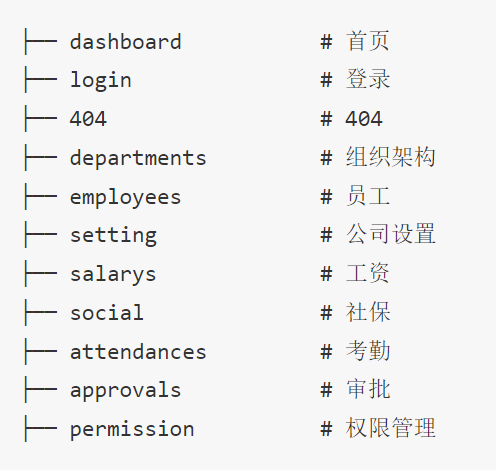 ├── dashboard           # 首页
├── login               # 登录
├── 404                 # 404
├── departments         # 组织架构
├── employees           # 员工
├── setting             # 公司设置
├── salarys             # 工资
├── social              # 社保
├── attendances         # 考勤
├── approvals           # 审批
├── permission          # 权限管理